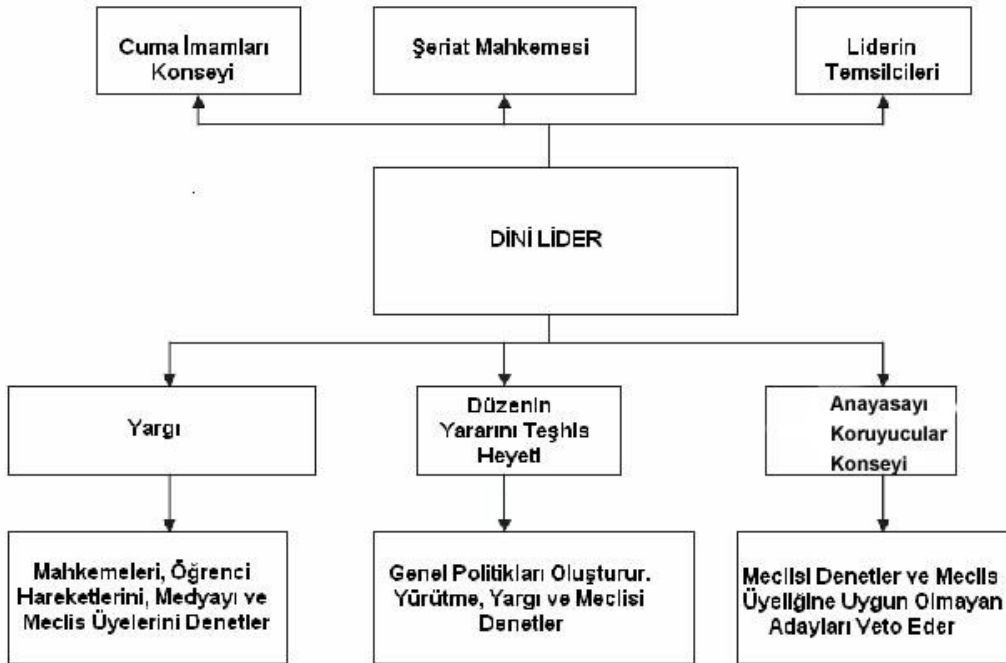 Cuma İmamları
Konseyi
Şeriat Mahkemesi
Liderin
Temsilcileri
DİNİ LİDER
Yargı
Düzenin
Yararını Teşhis
Heyeti
Anayasayı
Koruyucular
Konseyi
Mahkemeleri, Öğrenci
Hareketlerini, Medyayı ve
Meclis Üyelerini Denetler
Genel Politikları Oluşturur.
Yürütme, Yargı ve Meclisi
Denetler
Meclisi Denetler ve Meclis
Üyeliğine Uygun Olmayan
Adayları Veto Eder